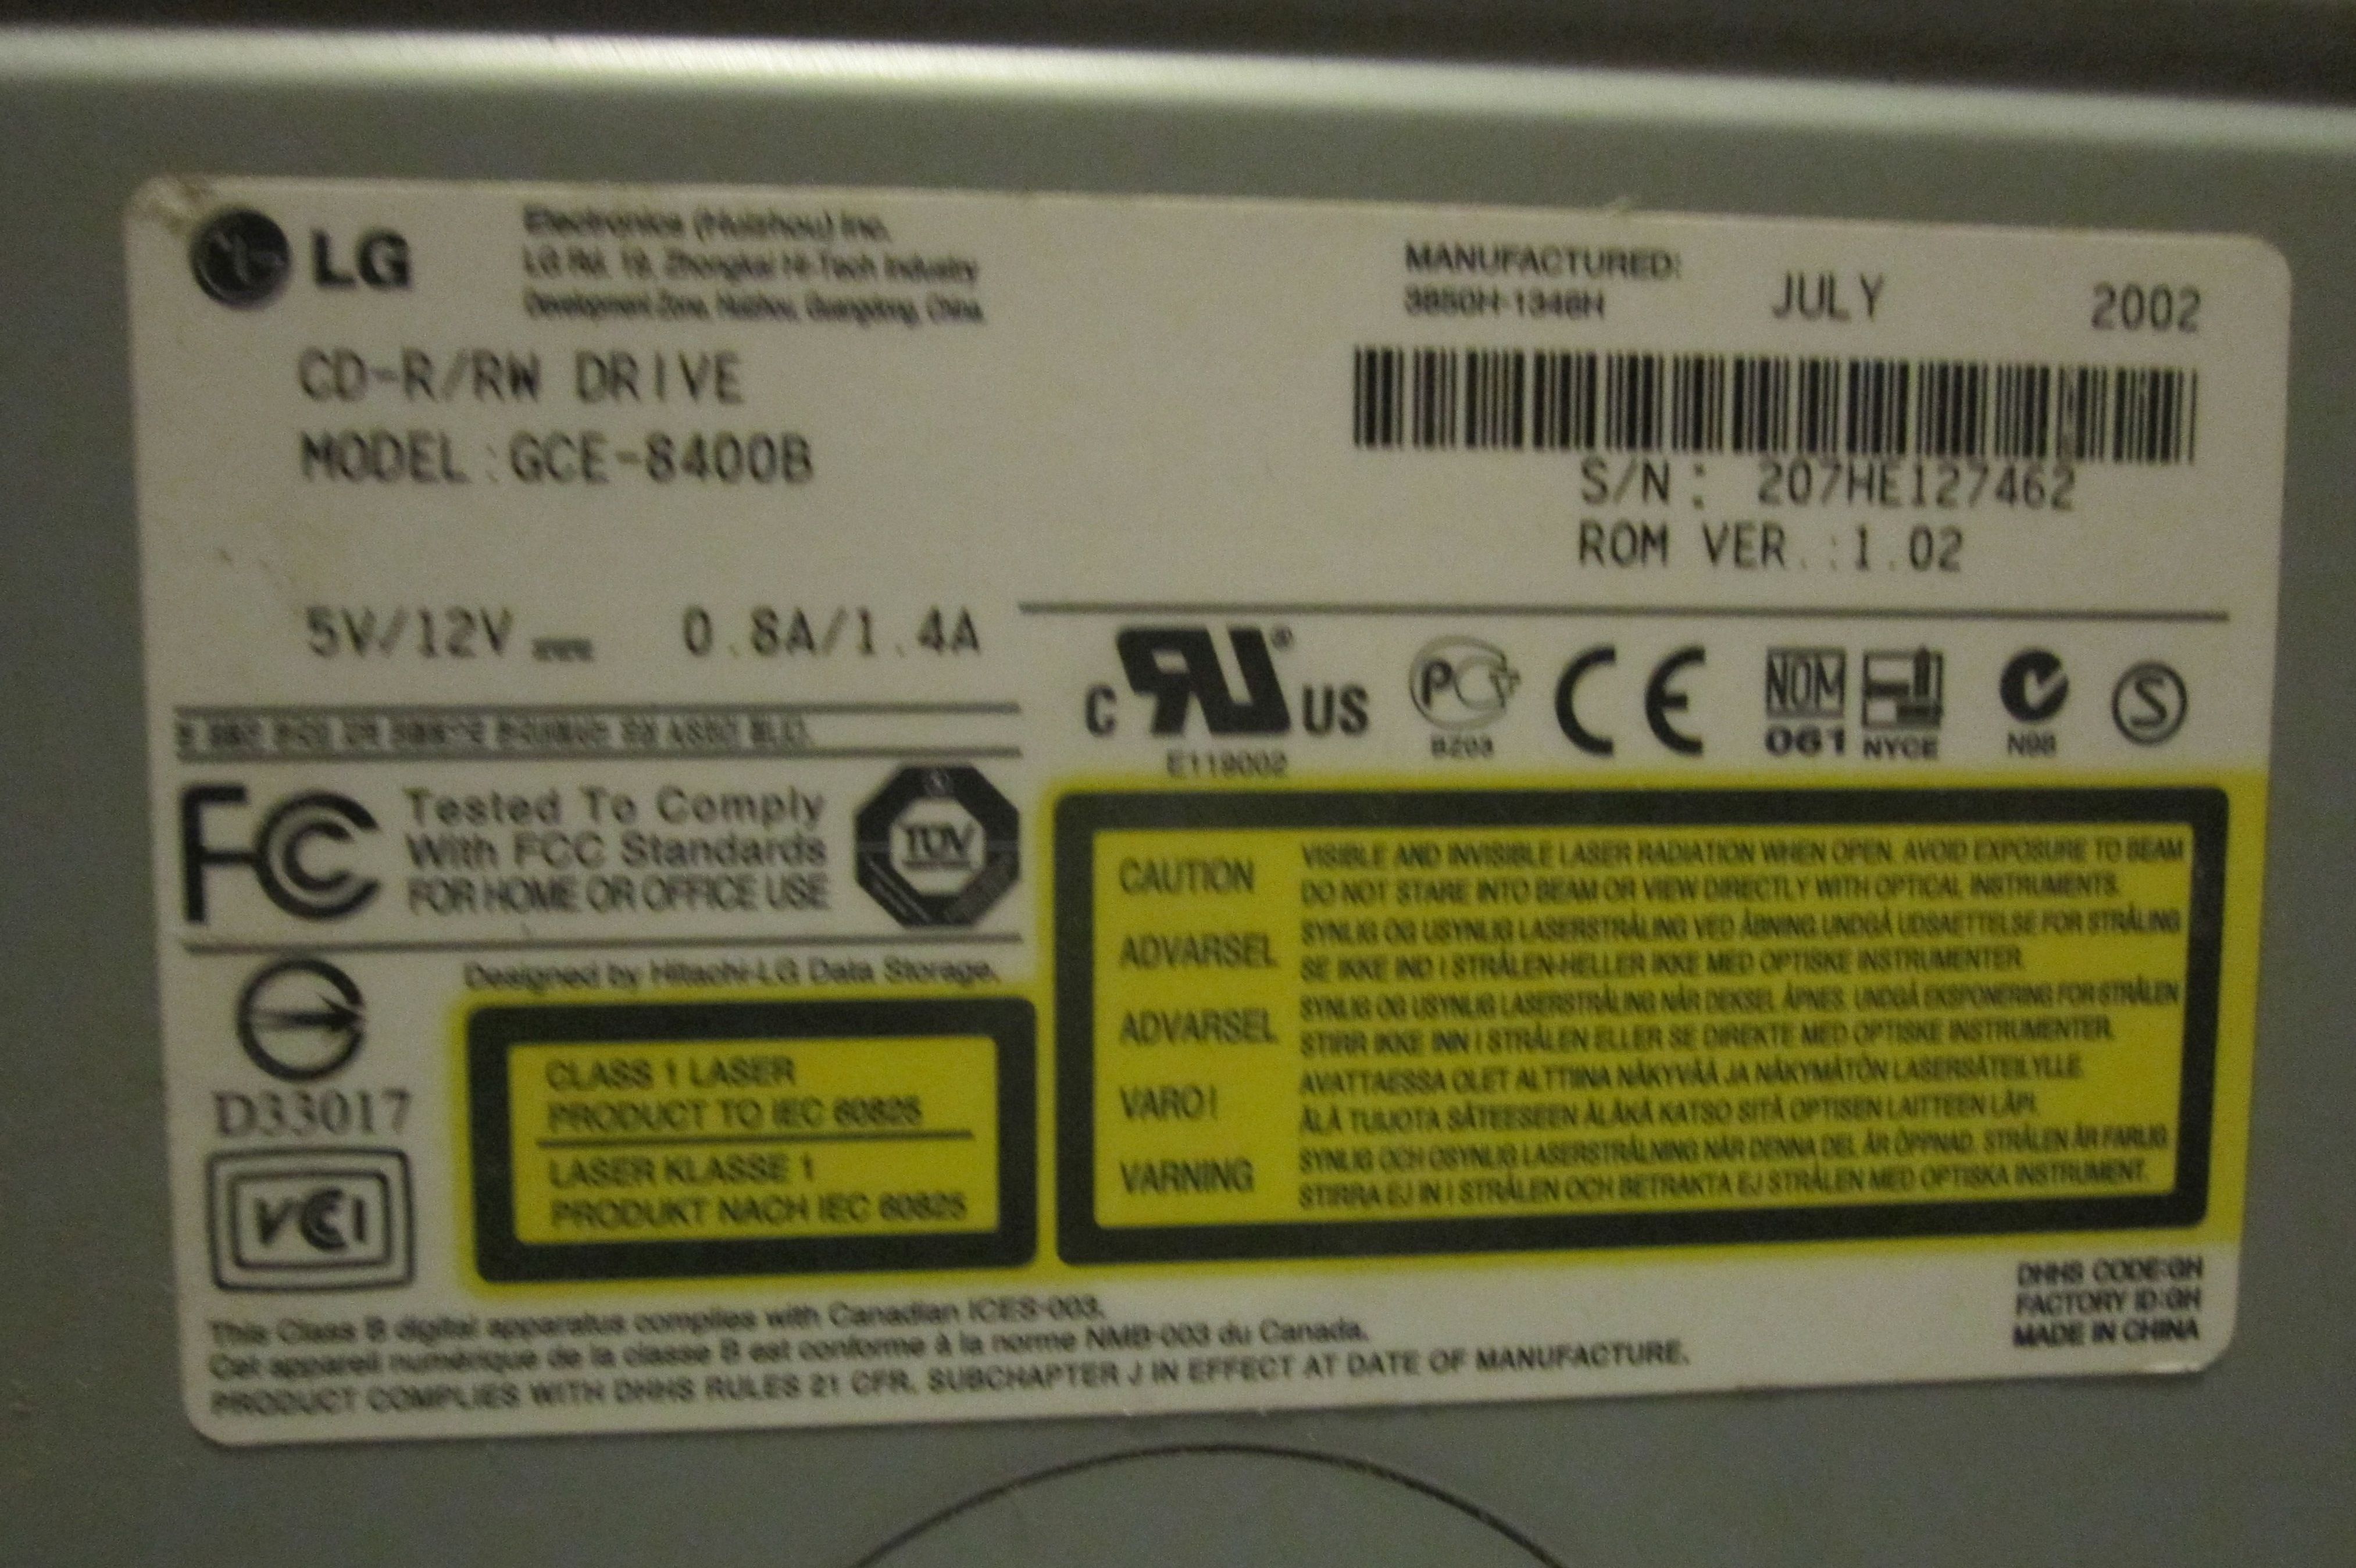 LG
Electronics (Huizhou) Inc.
LG Rd. 19, Zhongkai Hi-Tech Industry
Development Zone, Huizhou, Guangdong, China.
MANUFACTURED: JULY 2002
3850H-1346H
CD-R/RW DRIVE
MODEL:GCE-8400B
S/N: 207HE127462
ROM VER.:1.02
5V/12V 0.8A/1.4A
C RU ® US
E119002
PCT
BZ03
CE
NOM
061
NYCE
N98
S
FC
Tested To Comply
With FCC Standards
FOR HOME OR OFFICE USE
TÜV
D33017
VCI
Designed by Hitachi-LG Data Storage.
CLASS 1 LASER
PRODUCT TO IEC 60825
LASER KLASSE 1
PRODUKT NACH IEC 60825
CAUTION VISIBLE AND INVISIBLE LASER RADIATION WHEN OPEN. AVOID EXPOSURE TO BEAM
DO NOT STARE INTO BEAM OR VIEW DIRECTLY WITH OPTICAL INSTRUMENTS.
ADVARSEL SYNLIG OG USYNLIG LASERSTRÅLING VED ÅBNING.UNDGÅ UDSAETTELSE FOR STRÅLING
SE IKKE IND I STRÅLEN-HELLER IKKE MED OPTISKE INSTRUMENTER.
ADVARSEL SYNLIG OG USYNLIG LASERSTRÅLING NÅR DEKSEL ÅPNES. UNDGÅ EKSPONERING FOR STRÅLEN
STIRR IKKE INN I STRÅLEN ELLER SE DIREKTE MED OPTISKE INSTRUMENTER.
VARO! AVATTAESSA OLET ALTTIINA NÄKYVÄÄ JA NÄKYMÄTÖN LASERSÄTEILYLLE.
ÄLÄ TUIJOTA SÄTEESEEN ÄLÄKÄ KATSO SITÄ OPTISEN LAITTEEN LÄPI.
VARNING SYNLIG OCH OSYNLIG LASERSTRÅLNING NÄR DENNA DEL ÄR ÖPPNAD. STRÅLEN ÄR FARLIG
STIRRA EJ IN I STRÅLEN OCH BETRAKTA EJ STRÅLEN MED OPTISKA INSTRUMENT.
This Class B digital apparatus complies with Canadian ICES-003.
Cet appareil numérique de la classe B est conforme à la norme NMB-003 du Canada.
PRODUCT COMPLIES WITH DHHS RULES 21 CFR, SUBCHAPTER J IN EFFECT AT DATE OF MANUFACTURE.
DHHS CODE:GH
FACTORY ID:GH
MADE IN CHINA